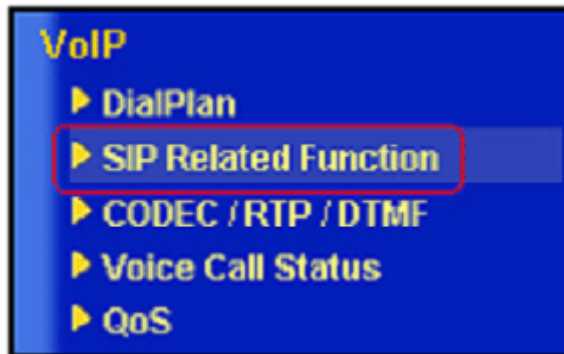 VoIP
DialPlan
SIP Related Function
CODEC / RTP / DTMF
Voice Call Status
QoS